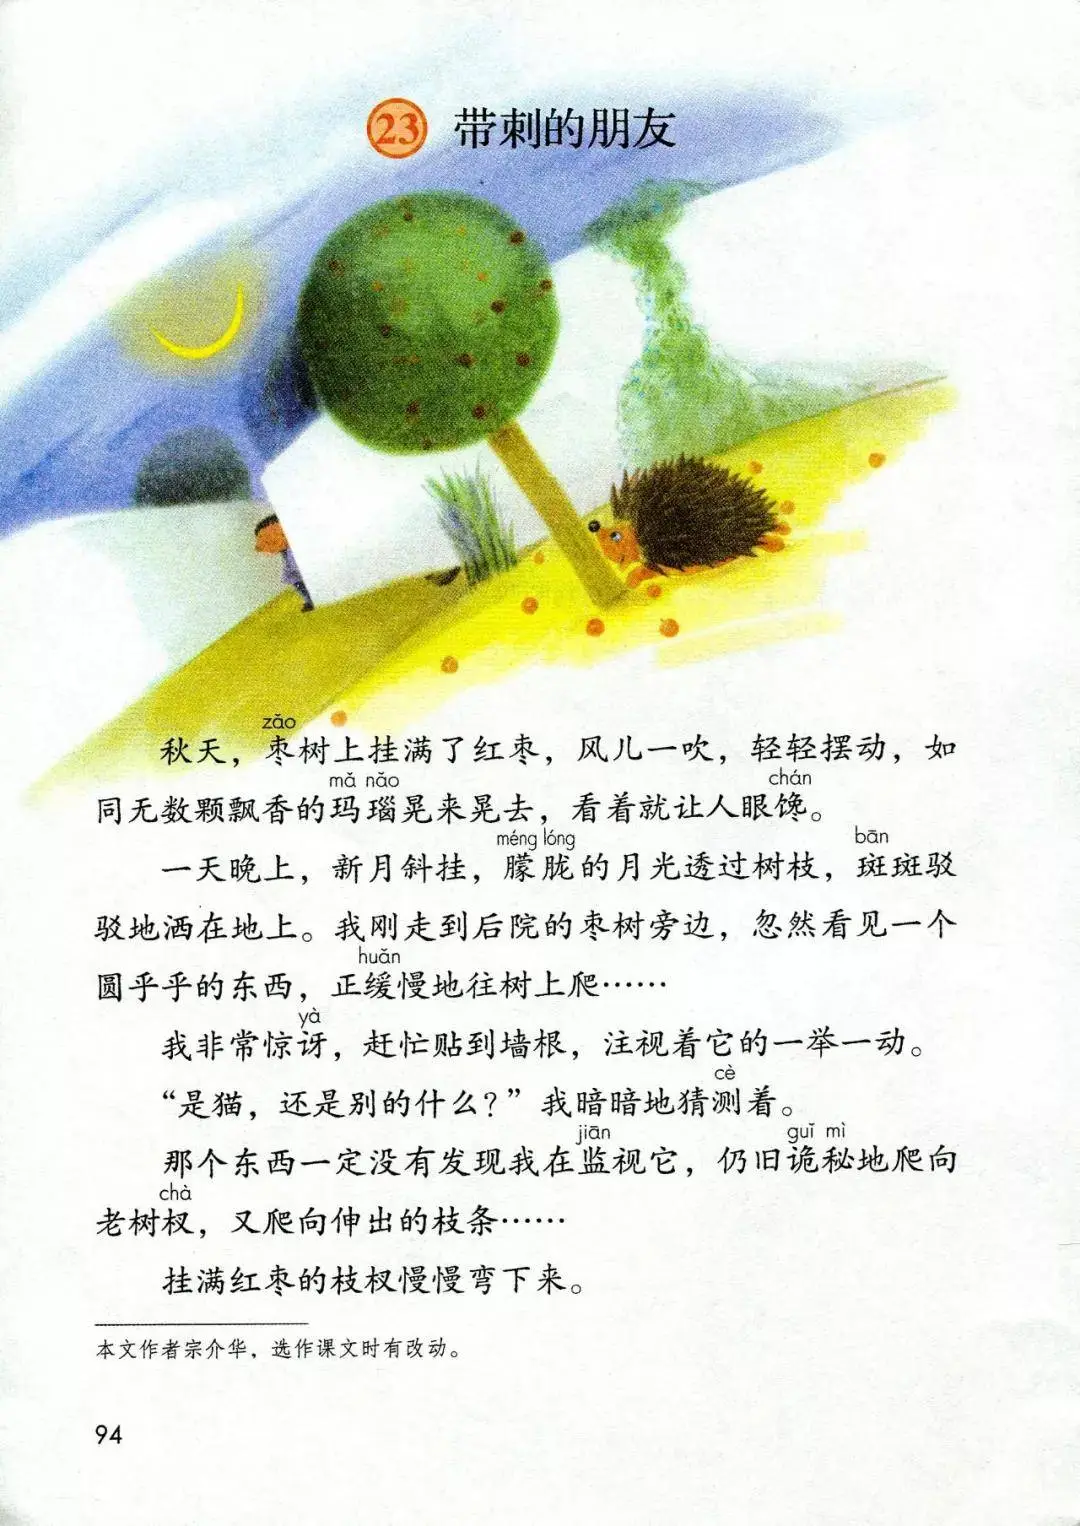 23 带刺的朋友
zǎo
秋天，枣树上挂满了红枣，风儿一吹，轻轻摆动，如
mǎ nǎo chán
同无数颗飘香的玛瑙晃来晃去，看着就让人眼馋。
méng lóng bān
一天晚上，新月斜挂，朦胧的月光透过树枝，斑斑驳
驳地洒在地上。我刚走到后院的枣树旁边，忽然看见一个
huǎn
圆乎乎的东西，正缓慢地往树上爬……
yà
我非常惊讶，赶忙贴到墙根，注视着它的一举一动。
cè
“是猫，还是别的什么？”我暗暗地猜测着。
jiān guǐ mì
那个东西一定没有发现我在监视它，仍旧诡秘地爬向
chà
老树杈，又爬向伸出的枝条……
挂满红枣的枝杈慢慢弯下来。
本文作者宗介华，选作课文时有改动。
94